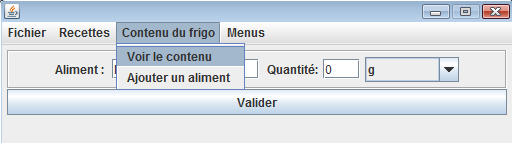 Fichier Recettes Contenu du frigo Menus
Voir le contenu
Aliment : Quantité: 0 g
Ajouter un aliment
Valider